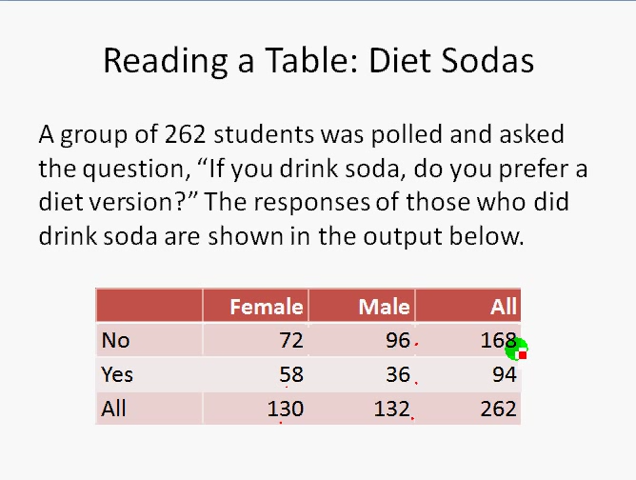 Reading a Table: Diet Sodas
A group of 262 students was polled and asked
the question, “If you drink soda, do you prefer a
diet version?” The responses of those who did
drink soda are shown in the output below.
Female Male All
No 72 96 168
Yes 58 36 94
All 130 132 262